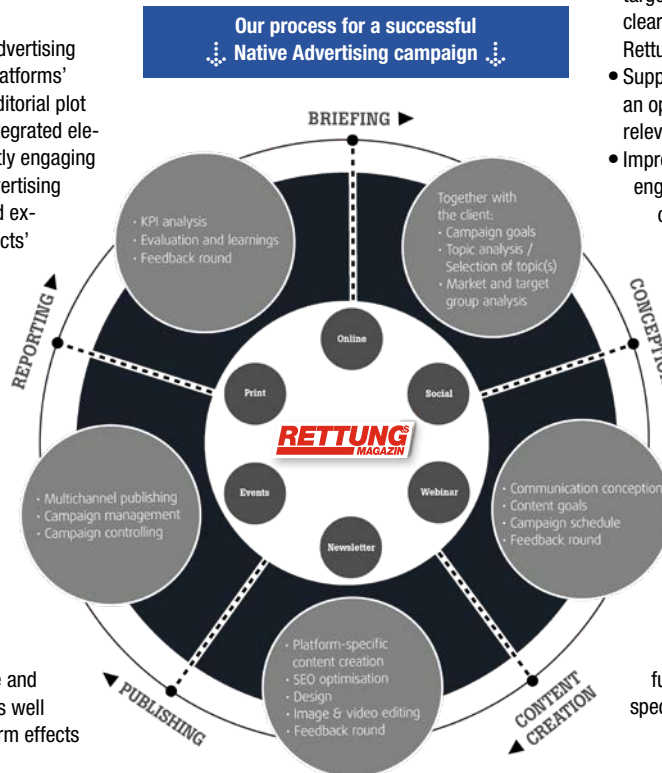 Our process for a successful
Native Advertising campaign
dvertising
atforms'
ditorial plot
tegrated ele-
tly engaging
vertising
d ex-
cts'
clear
Rettu
• Supp
an op
relev
• Impro
eng
BRIEFING
· KPI analysis
· Evaluation and learnings
· Feedback round
Together with
the client:
· Campaign goals
· Topic analysis /
Selection of topic(s)
· Market and target
group analysis
REPORTING
CONCEPTION
Online
Print
Social
RETTUNGS
MAGAZIN
Events
Webinar
Newsletter
· Multichannel publishing
· Campaign management
· Campaign controlling
· Communication conception
· Content goals
· Campaign schedule
· Feedback round
· Platform-specific
content creation
· SEO optimisation
· Design
· Image & video editing
· Feedback round
PUBLISHING
CONTENT
CREATION
e and
s well
rm effects
fu
spec